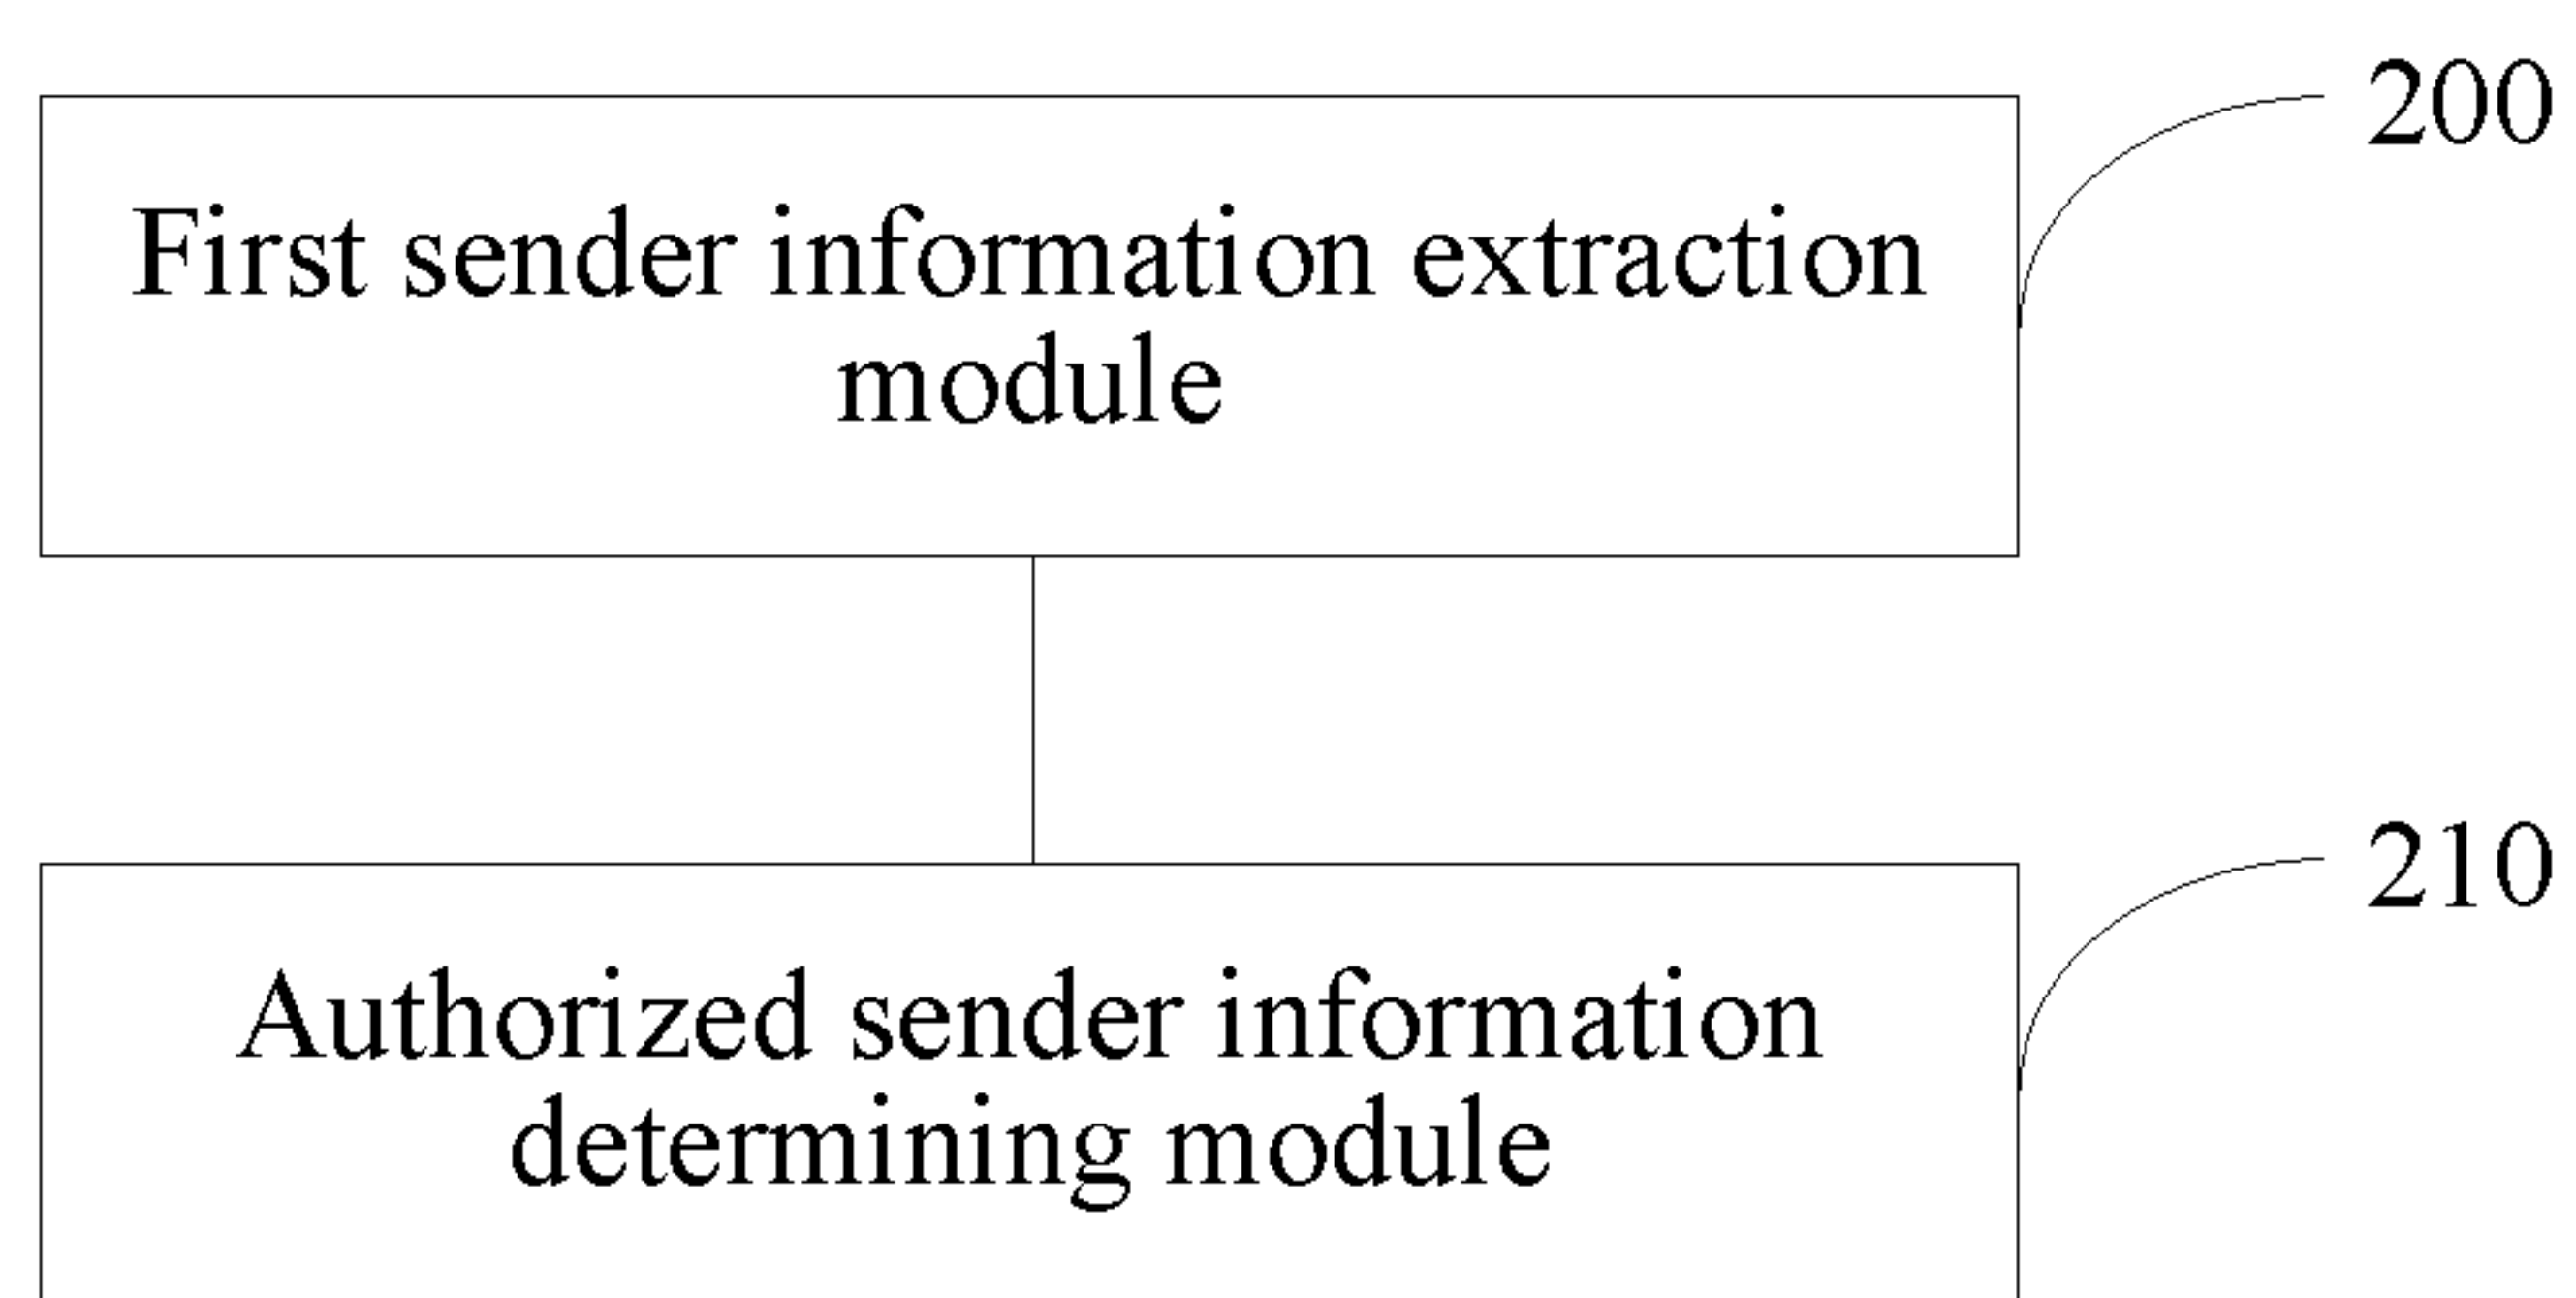 200
First sender information extraction
module
210
Authorized sender information
determining module